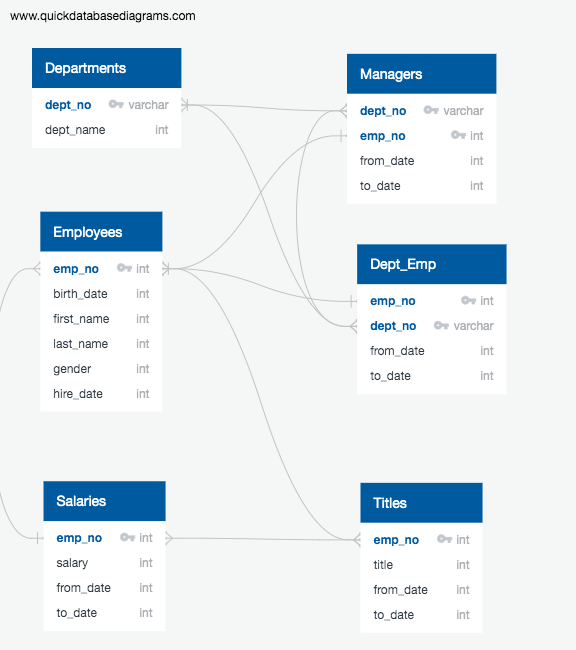 www.quickdatabasediagrams.com
Departments
dept_no varchar
dept_name int
Managers
dept_no varchar
emp_no int
from_date int
to_date int
Employees
emp_no int
birth_date int
first_name int
last_name int
gender int
hire_date int
Dept_Emp
emp_no int
dept_no varchar
from_date int
to_date int
Salaries
emp_no int
salary int
from_date int
to_date int
Titles
emp_no int
title int
from_date int
to_date int